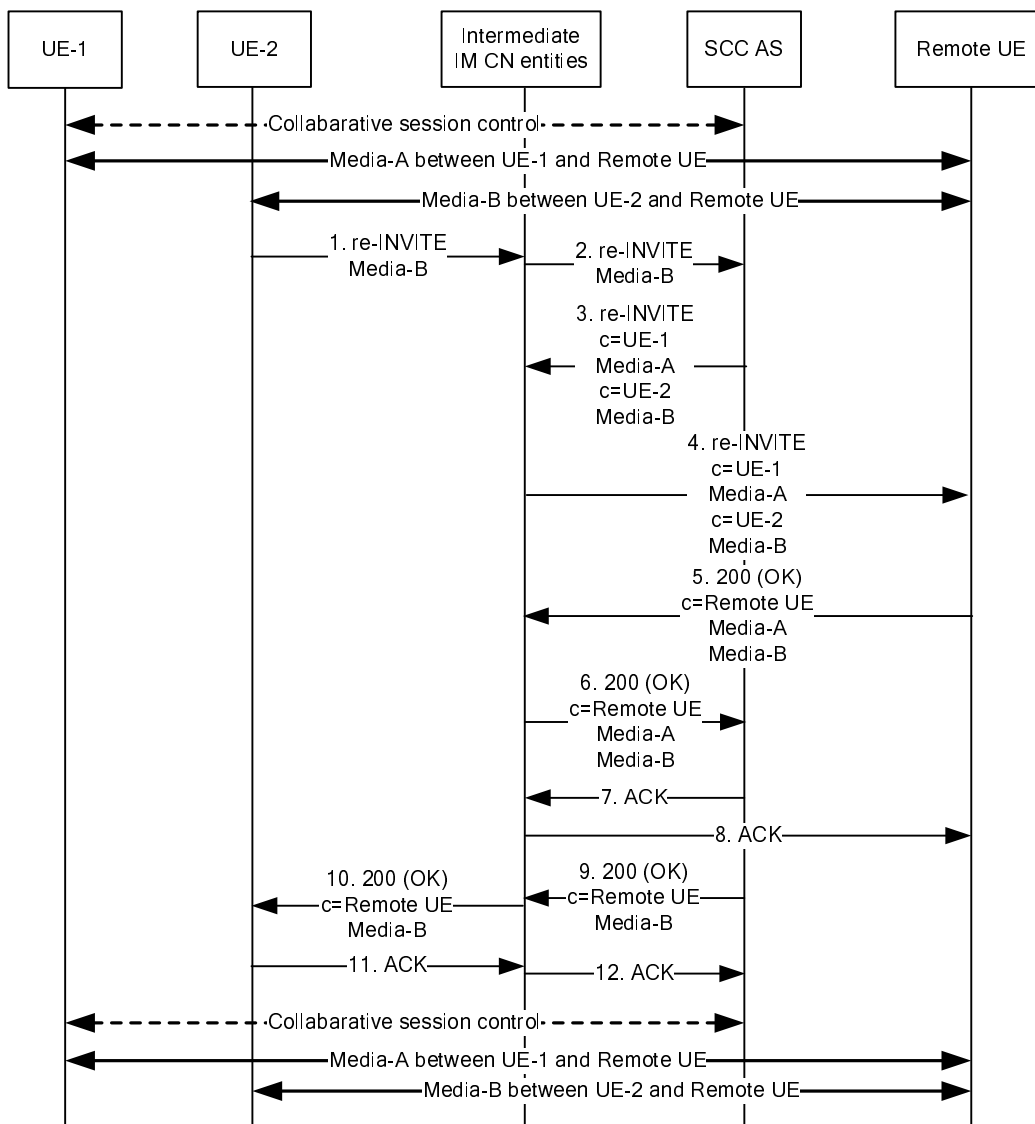 UE-1
UE-2
Intermediate
IM CN entities
SCC AS
Remote UE
Collabarative session control
Media-A between UE-1 and Remote UE
Media-B between UE-2 and Remote UE
1. re-INVITE
Media-B
2. re-INVITE
Media-B
3. re-INVITE
c=UE-1
Media-A
c=UE-2
Media-B
4. re-INVITE
c=UE-1
Media-A
c=UE-2
Media-B
5. 200 (OK)
c=Remote UE
Media-A
Media-B
6. 200 (OK)
c=Remote UE
Media-A
Media-B
7. ACK
8. ACK
9. 200 (OK)
c=Remote UE
Media-B
10. 200 (OK)
c=Remote UE
Media-B
11. ACK
12. ACK
Collabarative session control
Media-A between UE-1 and Remote UE
Media-B between UE-2 and Remote UE